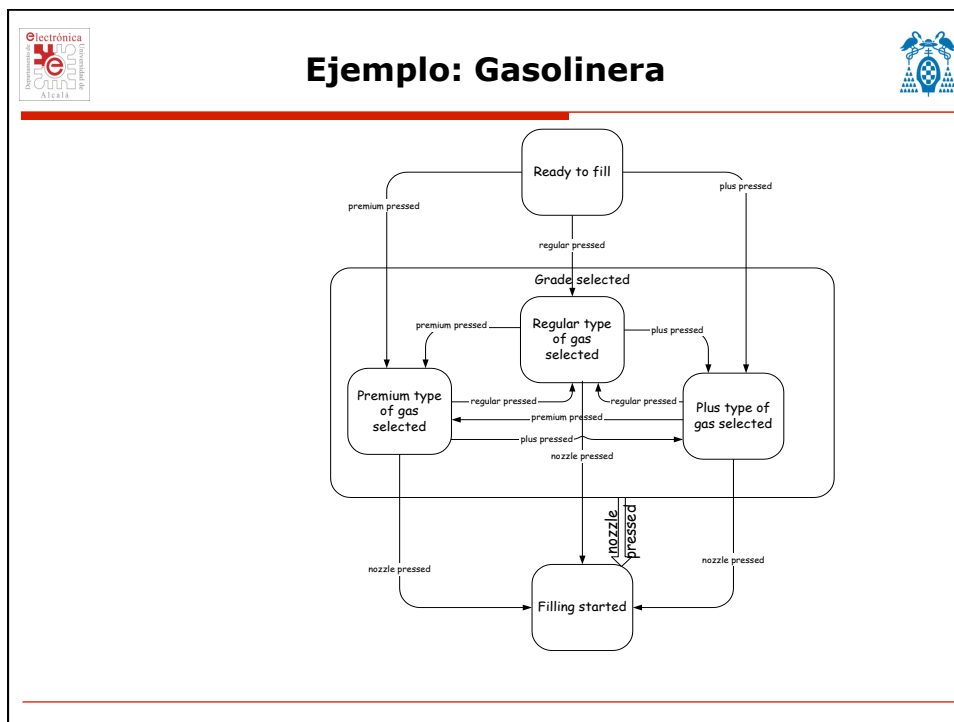 electrónica
Departamento de
Universidad de
Alcalá
Ejemplo: Gasolinera
Ready to fill
premium pressed
plus pressed
regular pressed
Grade selected
Regular type
of gas
selected
premium pressed
plus pressed
Premium type
of gas
selected
regular pressed
regular pressed
Plus type of
gas selected
premium pressed
plus pressed
nozzle pressed
nozzle
pressed
nozzle pressed
nozzle pressed
Filling started